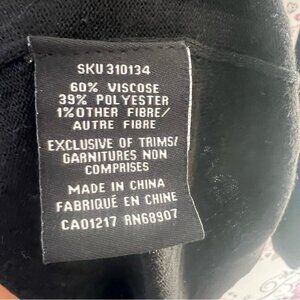 SKU 310134
60% VISCOSE
39% POLYESTER
1% OTHER FIBRE/
AUTRE FIBRE
EXCLUSIVE OF TRIMS/
GARNITURES NON
COMPRISES
MADE IN CHINA
FABRIQUÉ EN CHINE
CA01217 RN68907